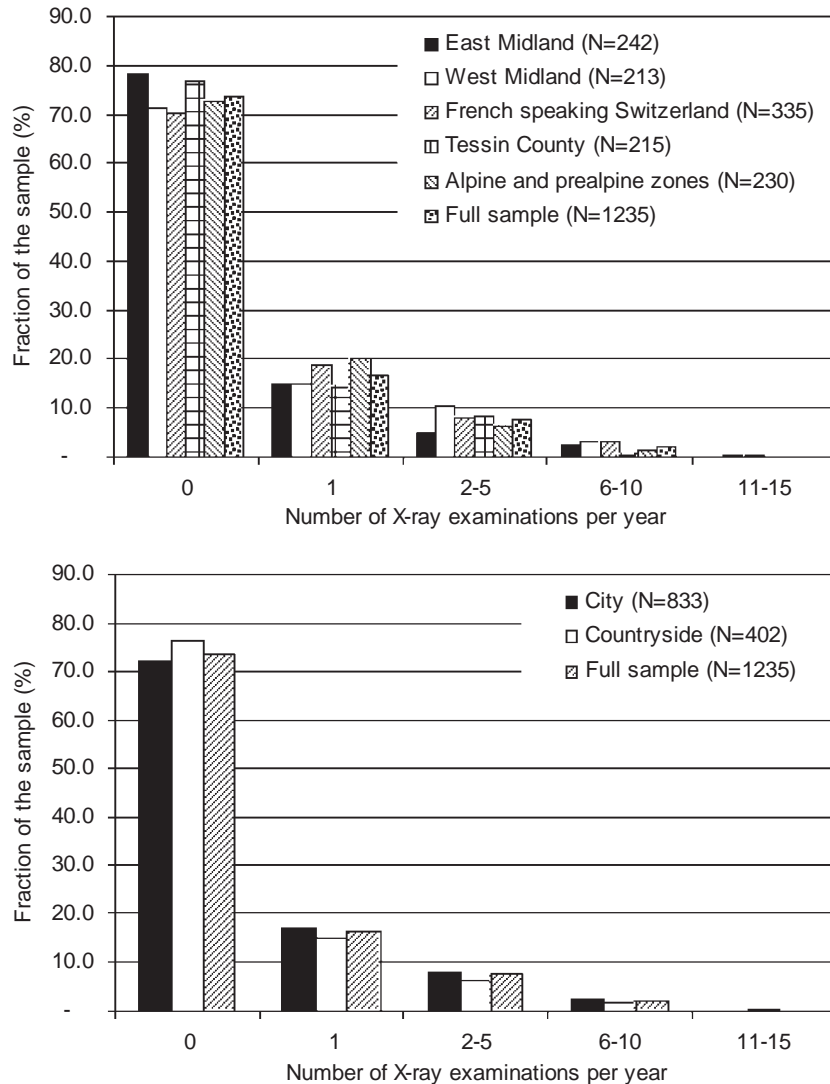 90.0
80.0
70.0
60.0
50.0
40.0
30.0
20.0
10.0
-
Fraction of the sample (%)
East Midland (N=242)
West Midland (N=213)
French speaking Switzerland (N=335)
Tessin County (N=215)
Alpine and prealpine zones (N=230)
Full sample (N=1235)
0 1 2-5 6-10 11-15
Number of X-ray examinations per year
90.0
80.0
70.0
60.0
50.0
40.0
30.0
20.0
10.0
-
Fraction of the sample (%)
City (N=833)
Countryside (N=402)
Full sample (N=1235)
0 1 2-5 6-10 11-15
Number of X-ray examinations per year